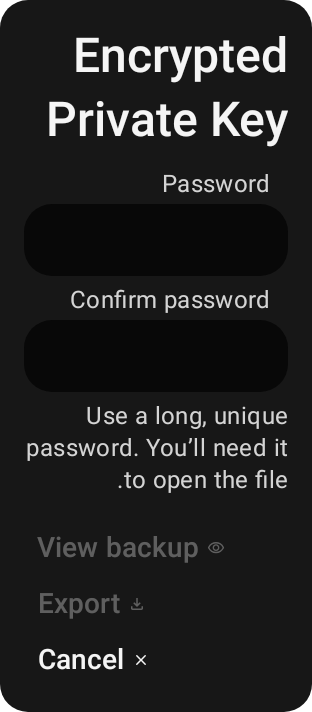 Encrypted
Private Key
Password
Confirm password
Use a long, unique
password. You’ll need it
.to open the file
View backup
Export
Cancel